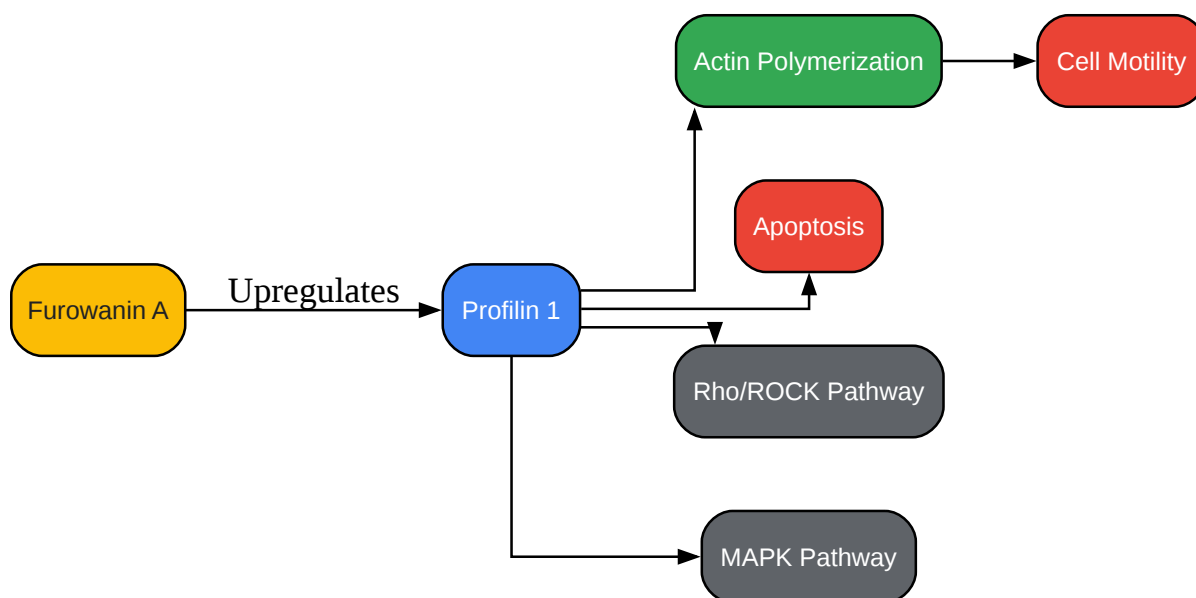 Actin Polymerization
Cell Motility
Apoptosis
Furowanin A
Upregulates
Profilin 1
Rho/ROCK Pathway
MAPK Pathway